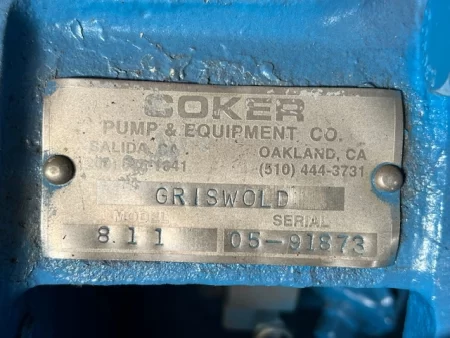 COKER
PUMP & EQUIPMENT CO.
SALIDA, CA OAKLAND, CA
(510) 444-3731
GRISWOLD
MODEL SERIAL
811 05-91873